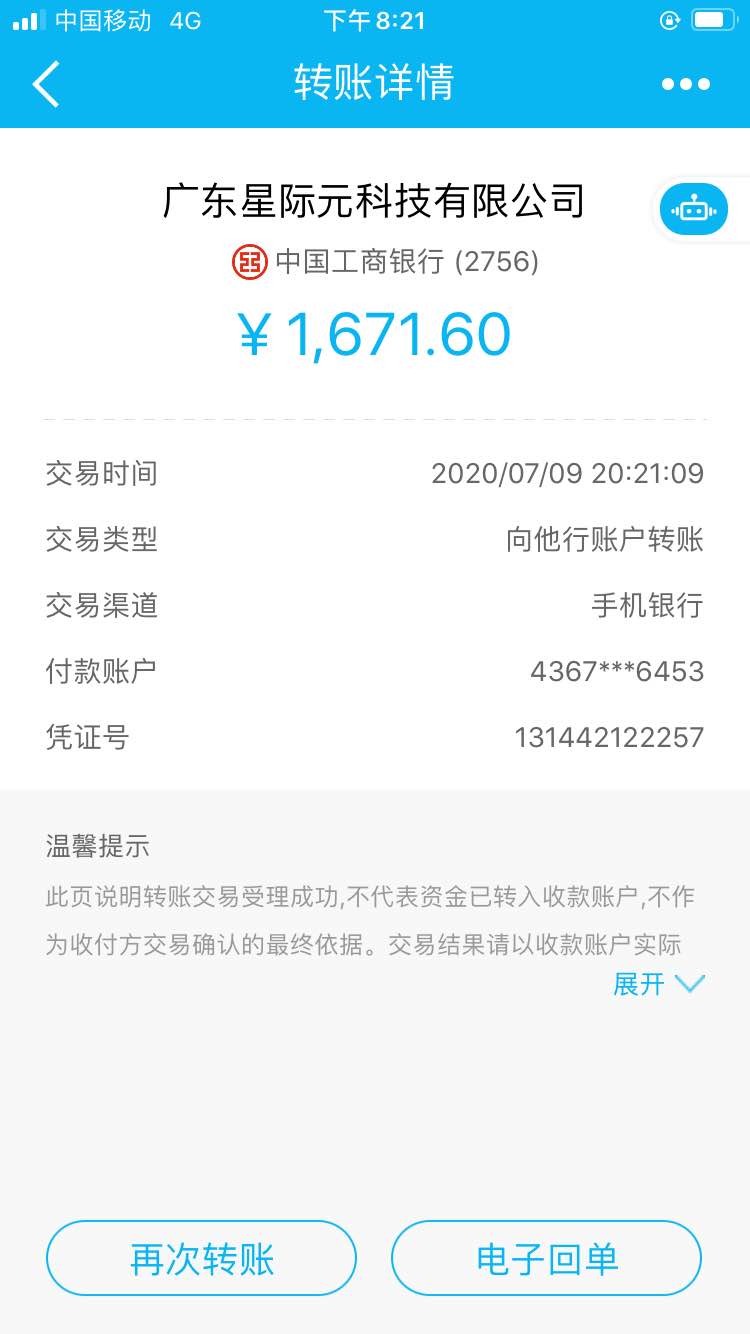 中国移动 4G 下午8:21
转账详情
广东星际元科技有限公司
中国工商银行 (2756)
¥ 1,671.60
交易时间 2020/07/09 20:21:09
交易类型 向他行账户转账
交易渠道 手机银行
付款账户 4367***6453
凭证号 131442122257
温馨提示
此页说明转账交易受理成功,不代表资金已转入收款账户,不作
为收付方交易确认的最终依据。交易结果请以收款账户实际
展开
再次转账 电子回单